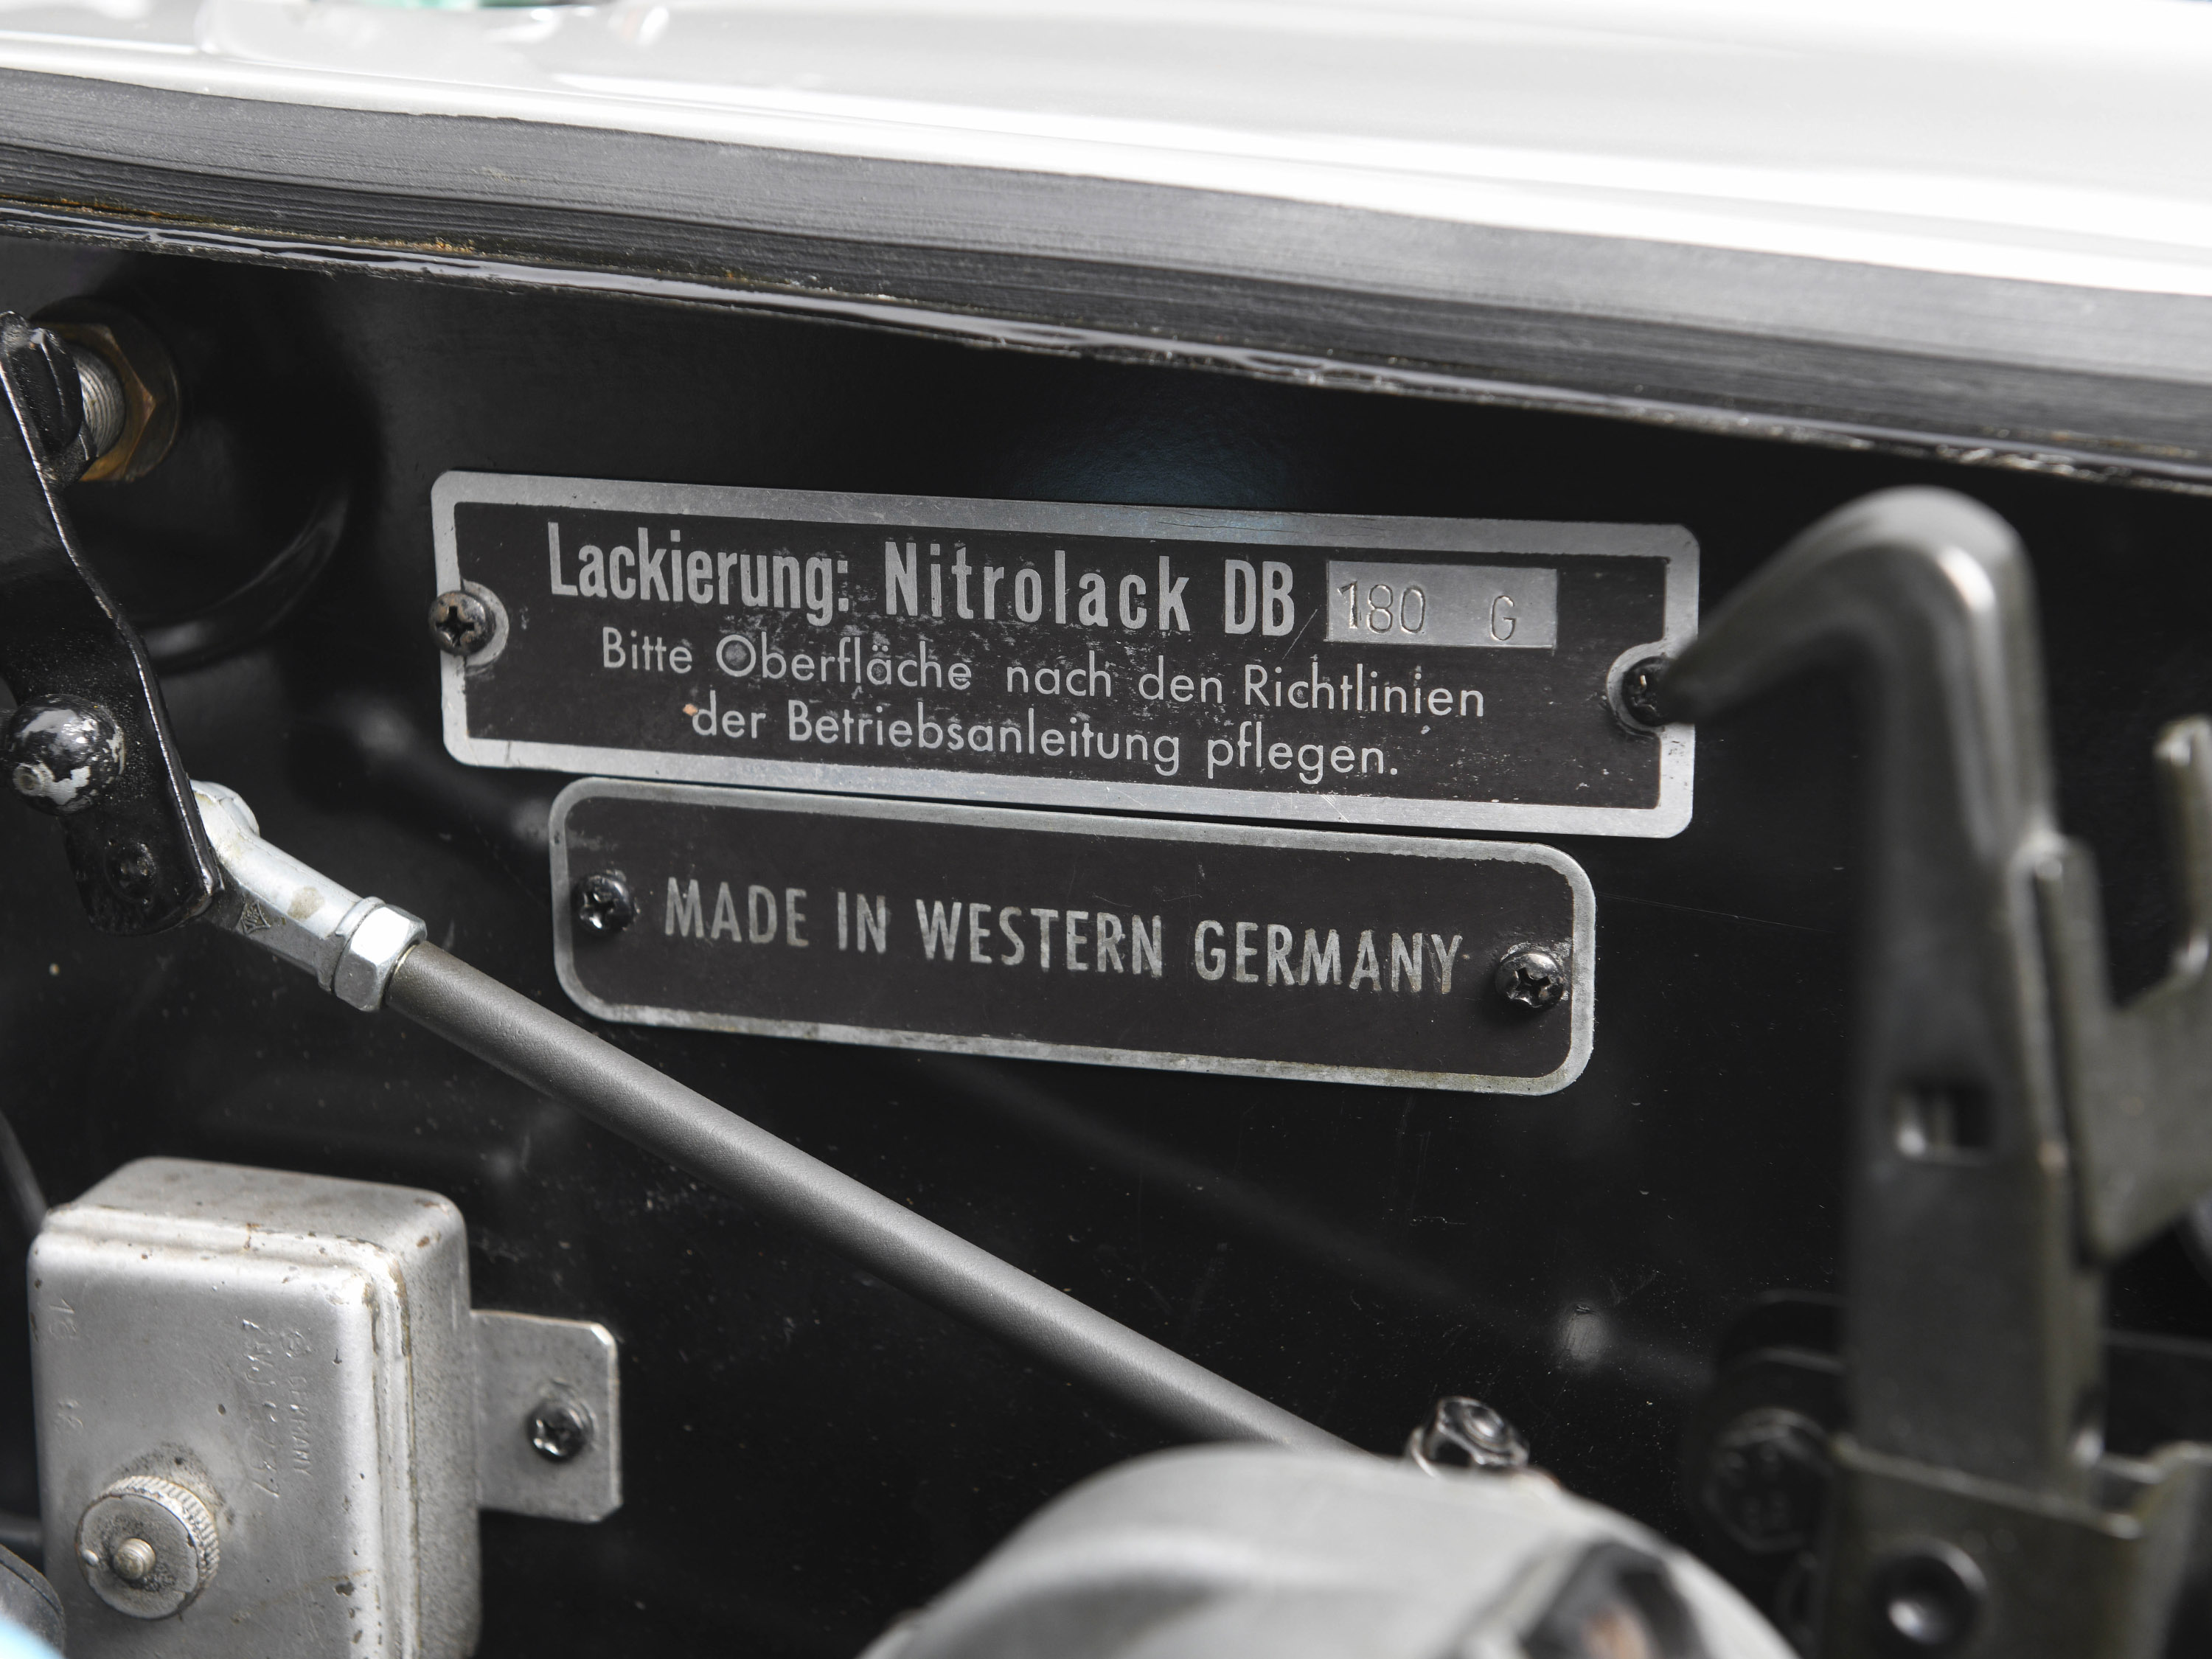 Lackierung: Nitrolack DB 180 G
Bitte Oberfläche nach den Richtlinien
der Betriebsanleitung pflegen.
MADE IN WESTERN GERMANY